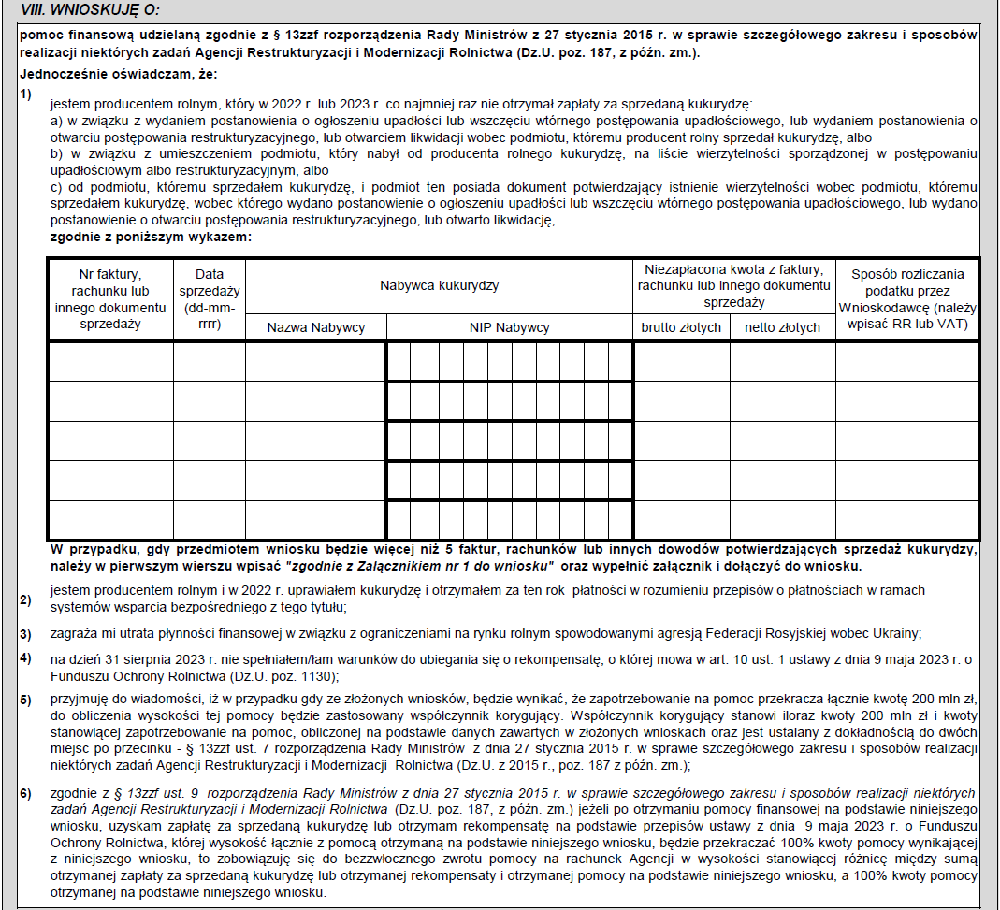 VIII. WNIOSKUJĘ O:
pomoc finansową udzielaną zgodnie z § 13zzf rozporządzenia Rady Ministrów z 27 stycznia 2015 r. w sprawie szczegółowego zakresu i sposobów
realizacji niektórych zadań Agencji Restrukturyzacji i Modernizacji Rolnictwa (Dz.U. poz. 187, z późn. zm.).
Jednocześnie oświadczam, że:
1)
jestem producentem rolnym, który w 2022 r. lub 2023 r. co najmniej raz nie otrzymał zapłaty za sprzedaną kukurydzę:
a) w związku z wydaniem postanowienia o ogłoszeniu upadłości lub wszczęciu wtórnego postępowania upadłościowego, lub wydaniem postanowienia o
otwarciu postępowania restrukturyzacyjnego, lub otwarciem likwidacji wobec podmiotu, któremu producent rolny sprzedał kukurydzę, albo
b) w związku z umieszczeniem podmiotu, który nabył od producenta rolnego kukurydzę, na liście wierzytelności sporządzonej w postępowaniu
upadłościowym albo restrukturyzacyjnym, albo
c) od podmiotu, któremu sprzedałem kukurydzę, i podmiot ten posiada dokument potwierdzający istnienie wierzytelności wobec podmiotu, któremu
sprzedałem kukurydzę, wobec którego wydano postanowienie o ogłoszeniu upadłości lub wszczęciu wtórnego postępowania upadłościowego, lub wydano
postanowienie o otwarciu postępowania restrukturyzacyjnego, lub otwarto likwidację,
zgodnie z poniższym wykazem:
Nr faktury,
rachunku lub
innego dokumentu
sprzedaży
Data
sprzedaży
(dd-mm-
rrrr)
Nabywca kukurydzy
Nazwa Nabywcy
NIP Nabywcy
Niezapłacona kwota z faktury,
rachunku lub innego dokumentu
sprzedaży
brutto złotych
netto złotych
Sposób rozliczania
podatku przez
Wnioskodawcę (należy
wpisać RR lub VAT)
W przypadku, gdy przedmiotem wniosku będzie więcej niż 5 faktur, rachunków lub innych dowodów potwierdzających sprzedaż kukurydzy,
należy w pierwszym wierszu wpisać "zgodnie z Załącznikiem nr 1 do wniosku" oraz wypełnić załącznik i dołączyć do wniosku.
2)
jestem producentem rolnym i w 2022 r. uprawiałem kukurydzę i otrzymałem za ten rok płatności w rozumieniu przepisów o płatnościach w ramach
systemów wsparcia bezpośredniego z tego tytułu;
3) zagraża mi utrata płynności finansowej w związku z ograniczeniami na rynku rolnym spowodowanymi agresją Federacji Rosyjskiej wobec Ukrainy;
4) na dzień 31 sierpnia 2023 r. nie spełniałem/łam warunków do ubiegania się o rekompensatę, o której mowa w art. 10 ust. 1 ustawy z dnia 9 maja 2023 r. o
Funduszu Ochrony Rolnictwa (Dz.U. poz. 1130);
5) przyjmuję do wiadomości, iż w przypadku gdy ze złożonych wniosków, będzie wynikać, że zapotrzebowanie na pomoc przekracza łącznie kwotę 200 mln zł,
do obliczenia wysokości tej pomocy będzie zastosowany współczynnik korygujący. Współczynnik korygujący stanowi iloraz kwoty 200 mln zł i kwoty
stanowiącej zapotrzebowanie na pomoc, obliczonej na podstawie danych zawartych w złożonych wnioskach oraz jest ustalany z dokładnością do dwóch
miejsc po przecinku - § 13zzf ust. 7 rozporządzenia Rady Ministrów z dnia 27 stycznia 2015 r. w sprawie szczegółowego zakresu i sposobów realizacji
niektórych zadań Agencji Restrukturyzacji i Modernizacji Rolnictwa (Dz.U. z 2015 r., poz. 187 z późn. zm.);
6) zgodnie z § 13zzf ust. 9 rozporządzenia Rady Ministrów z dnia 27 stycznia 2015 r. w sprawie szczegółowego zakresu i sposobów realizacji niektórych
zadań Agencji Restrukturyzacji i Modernizacji Rolnictwa (Dz.U. poz. 187, z późn. zm.) jeżeli po otrzymaniu pomocy finansowej na podstawie niniejszego
wniosku, uzyskam zapłatę za sprzedaną kukurydzę lub otrzymam rekompensatę na podstawie przepisów ustawy z dnia 9 maja 2023 r. o Funduszu
Ochrony Rolnictwa, której wysokość łącznie z pomocą otrzymaną na podstawie niniejszego wniosku, będzie przekraczać 100% kwoty pomocy wynikającej
z niniejszego wniosku, to zobowiązuję się do bezzwłocznego zwrotu pomocy na rachunek Agencji w wysokości stanowiącej różnicę między sumą
otrzymanej zapłaty za sprzedaną kukurydzę lub otrzymanej rekompensaty i otrzymanej pomocy na podstawie niniejszego wniosku, a 100% kwoty pomocy
otrzymanej na podstawie niniejszego wniosku.